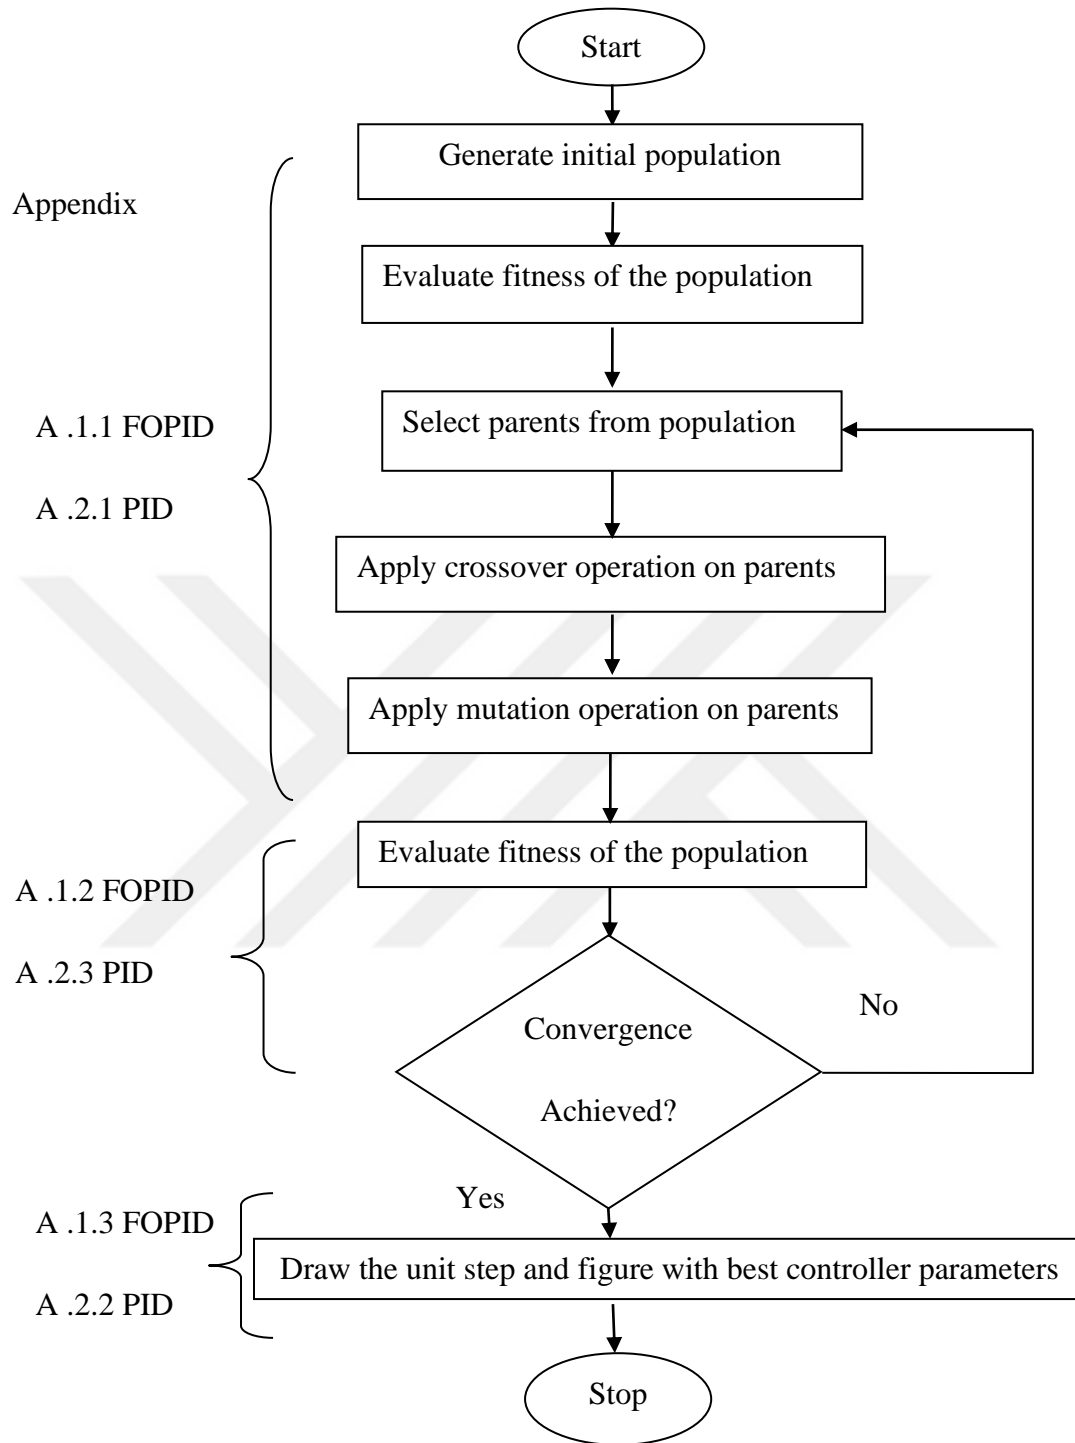 Start
Generate initial population
Appendix
Evaluate fitness of the population
A .1.1 FOPID
Select parents from population
A .2.1 PID
Apply crossover operation on parents
Apply mutation operation on parents
Evaluate fitness of the population
A .1.2 FOPID
A .2.3 PID
No
Convergence
Achieved?
Yes
A .1.3 FOPID
Draw the unit step and figure with best controller parameters
A .2.2 PID
Stop